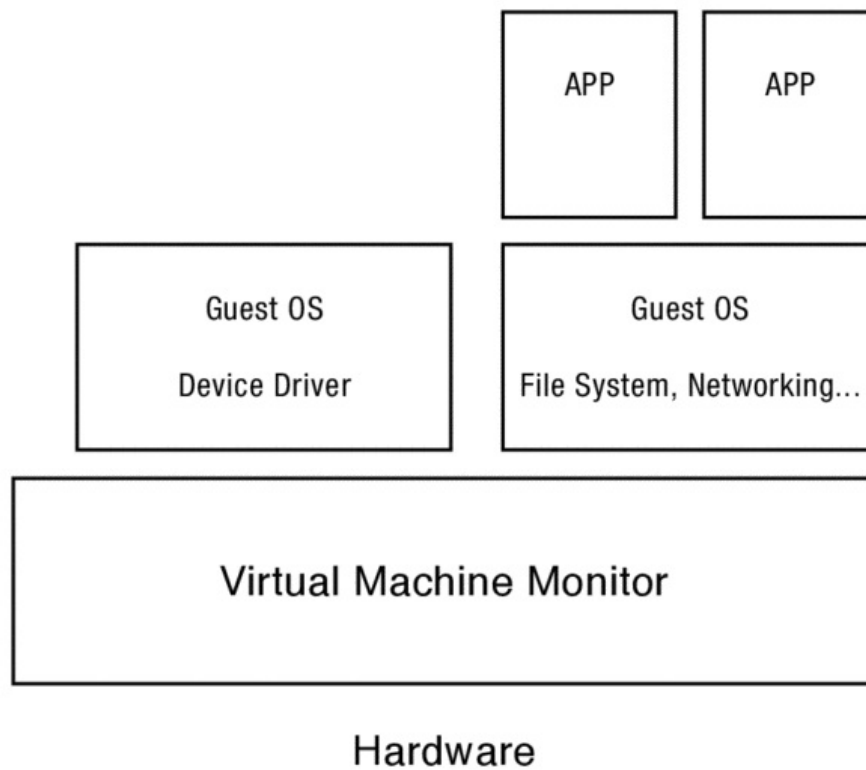 APP
APP
Guest OS
Device Driver
Guest OS
File System, Networking...
Virtual Machine Monitor
Hardware